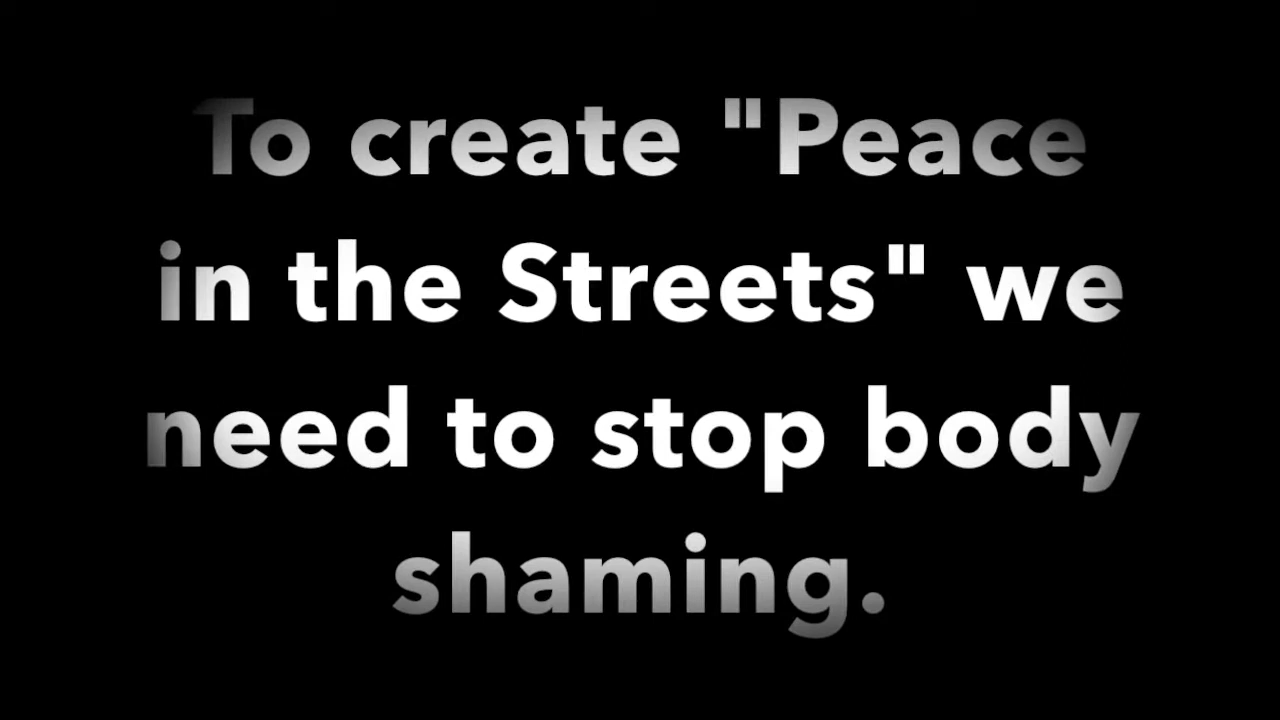 To create "Peace
in the Streets" we
need to stop body
shaming.